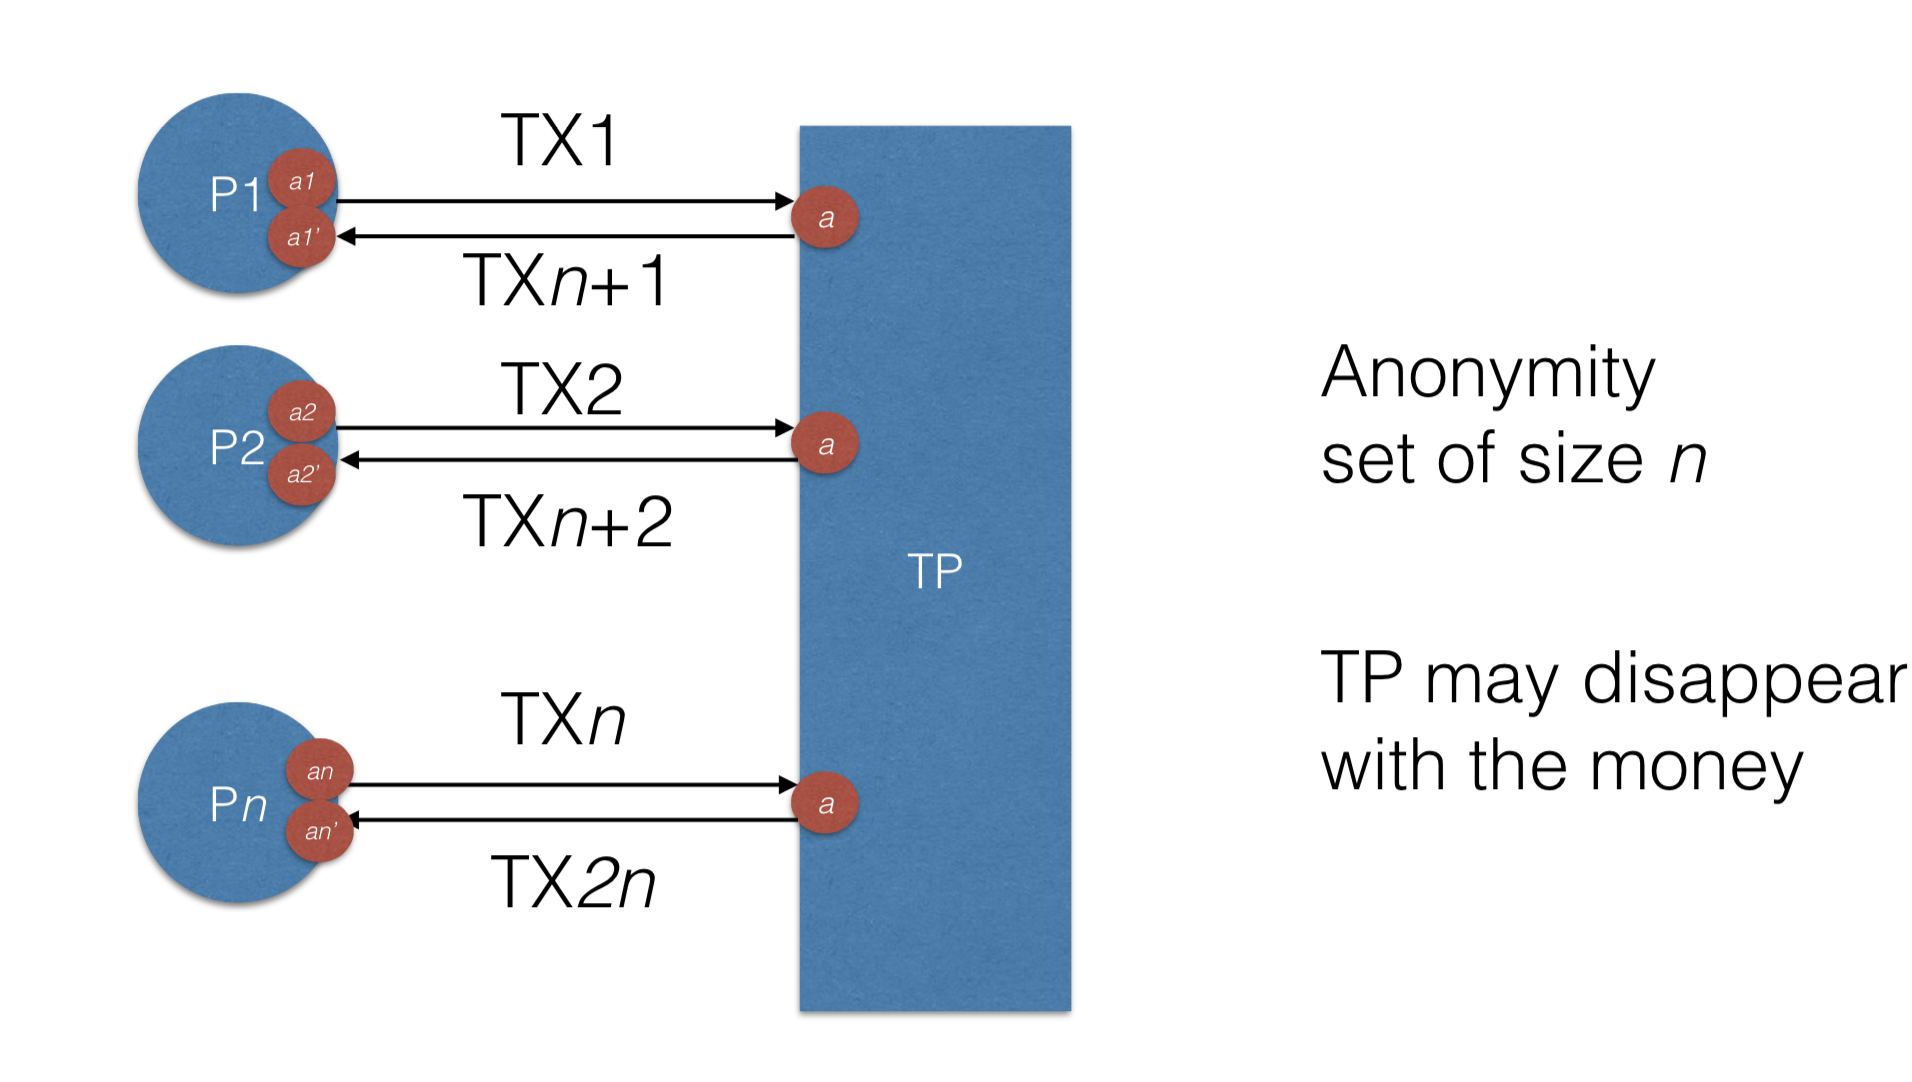 TX1
P1
a1
a1’
a
TXn+1
TX2
P2
a2
a2’
a
TXn+2
TP
TXn
Pn
an
an’
a
TX2n
Anonymity
set of size n
TP may disappear
with the money